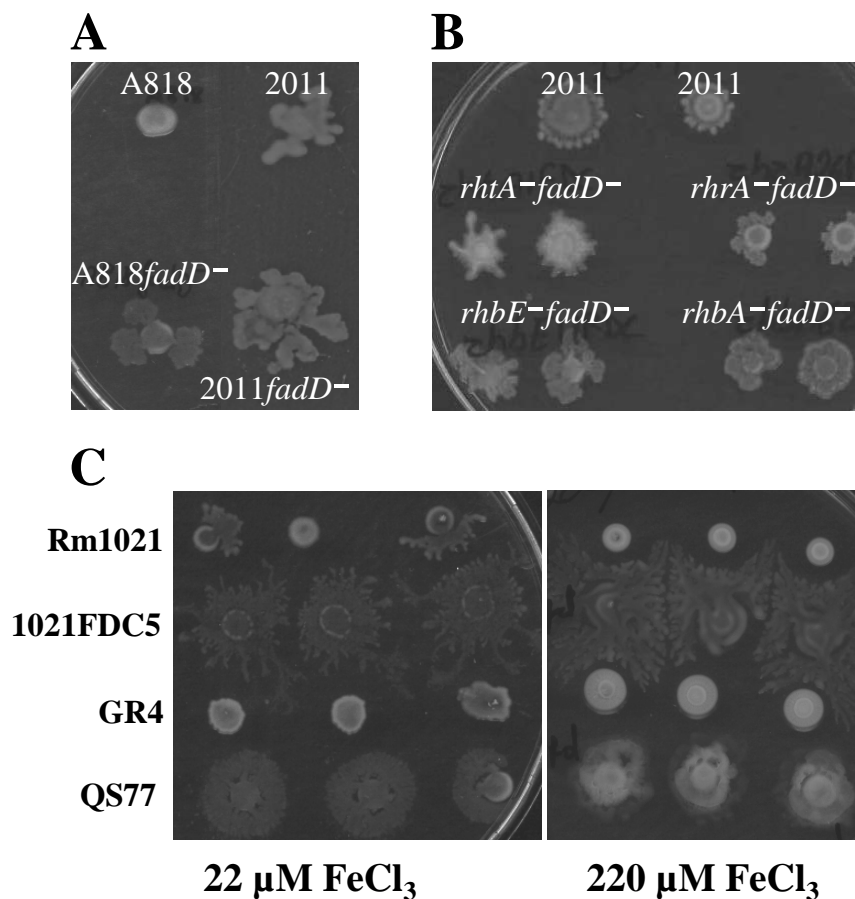 A
B
A818 2011
A818fadD−
2011fadD−
2011 2011
rhtA−fadD− rhrA−fadD−
rhbE−fadD− rhbA−fadD−
C
Rm1021
1021FDC5
GR4
QS77
22 µM FeCl₃ 220 µM FeCl₃